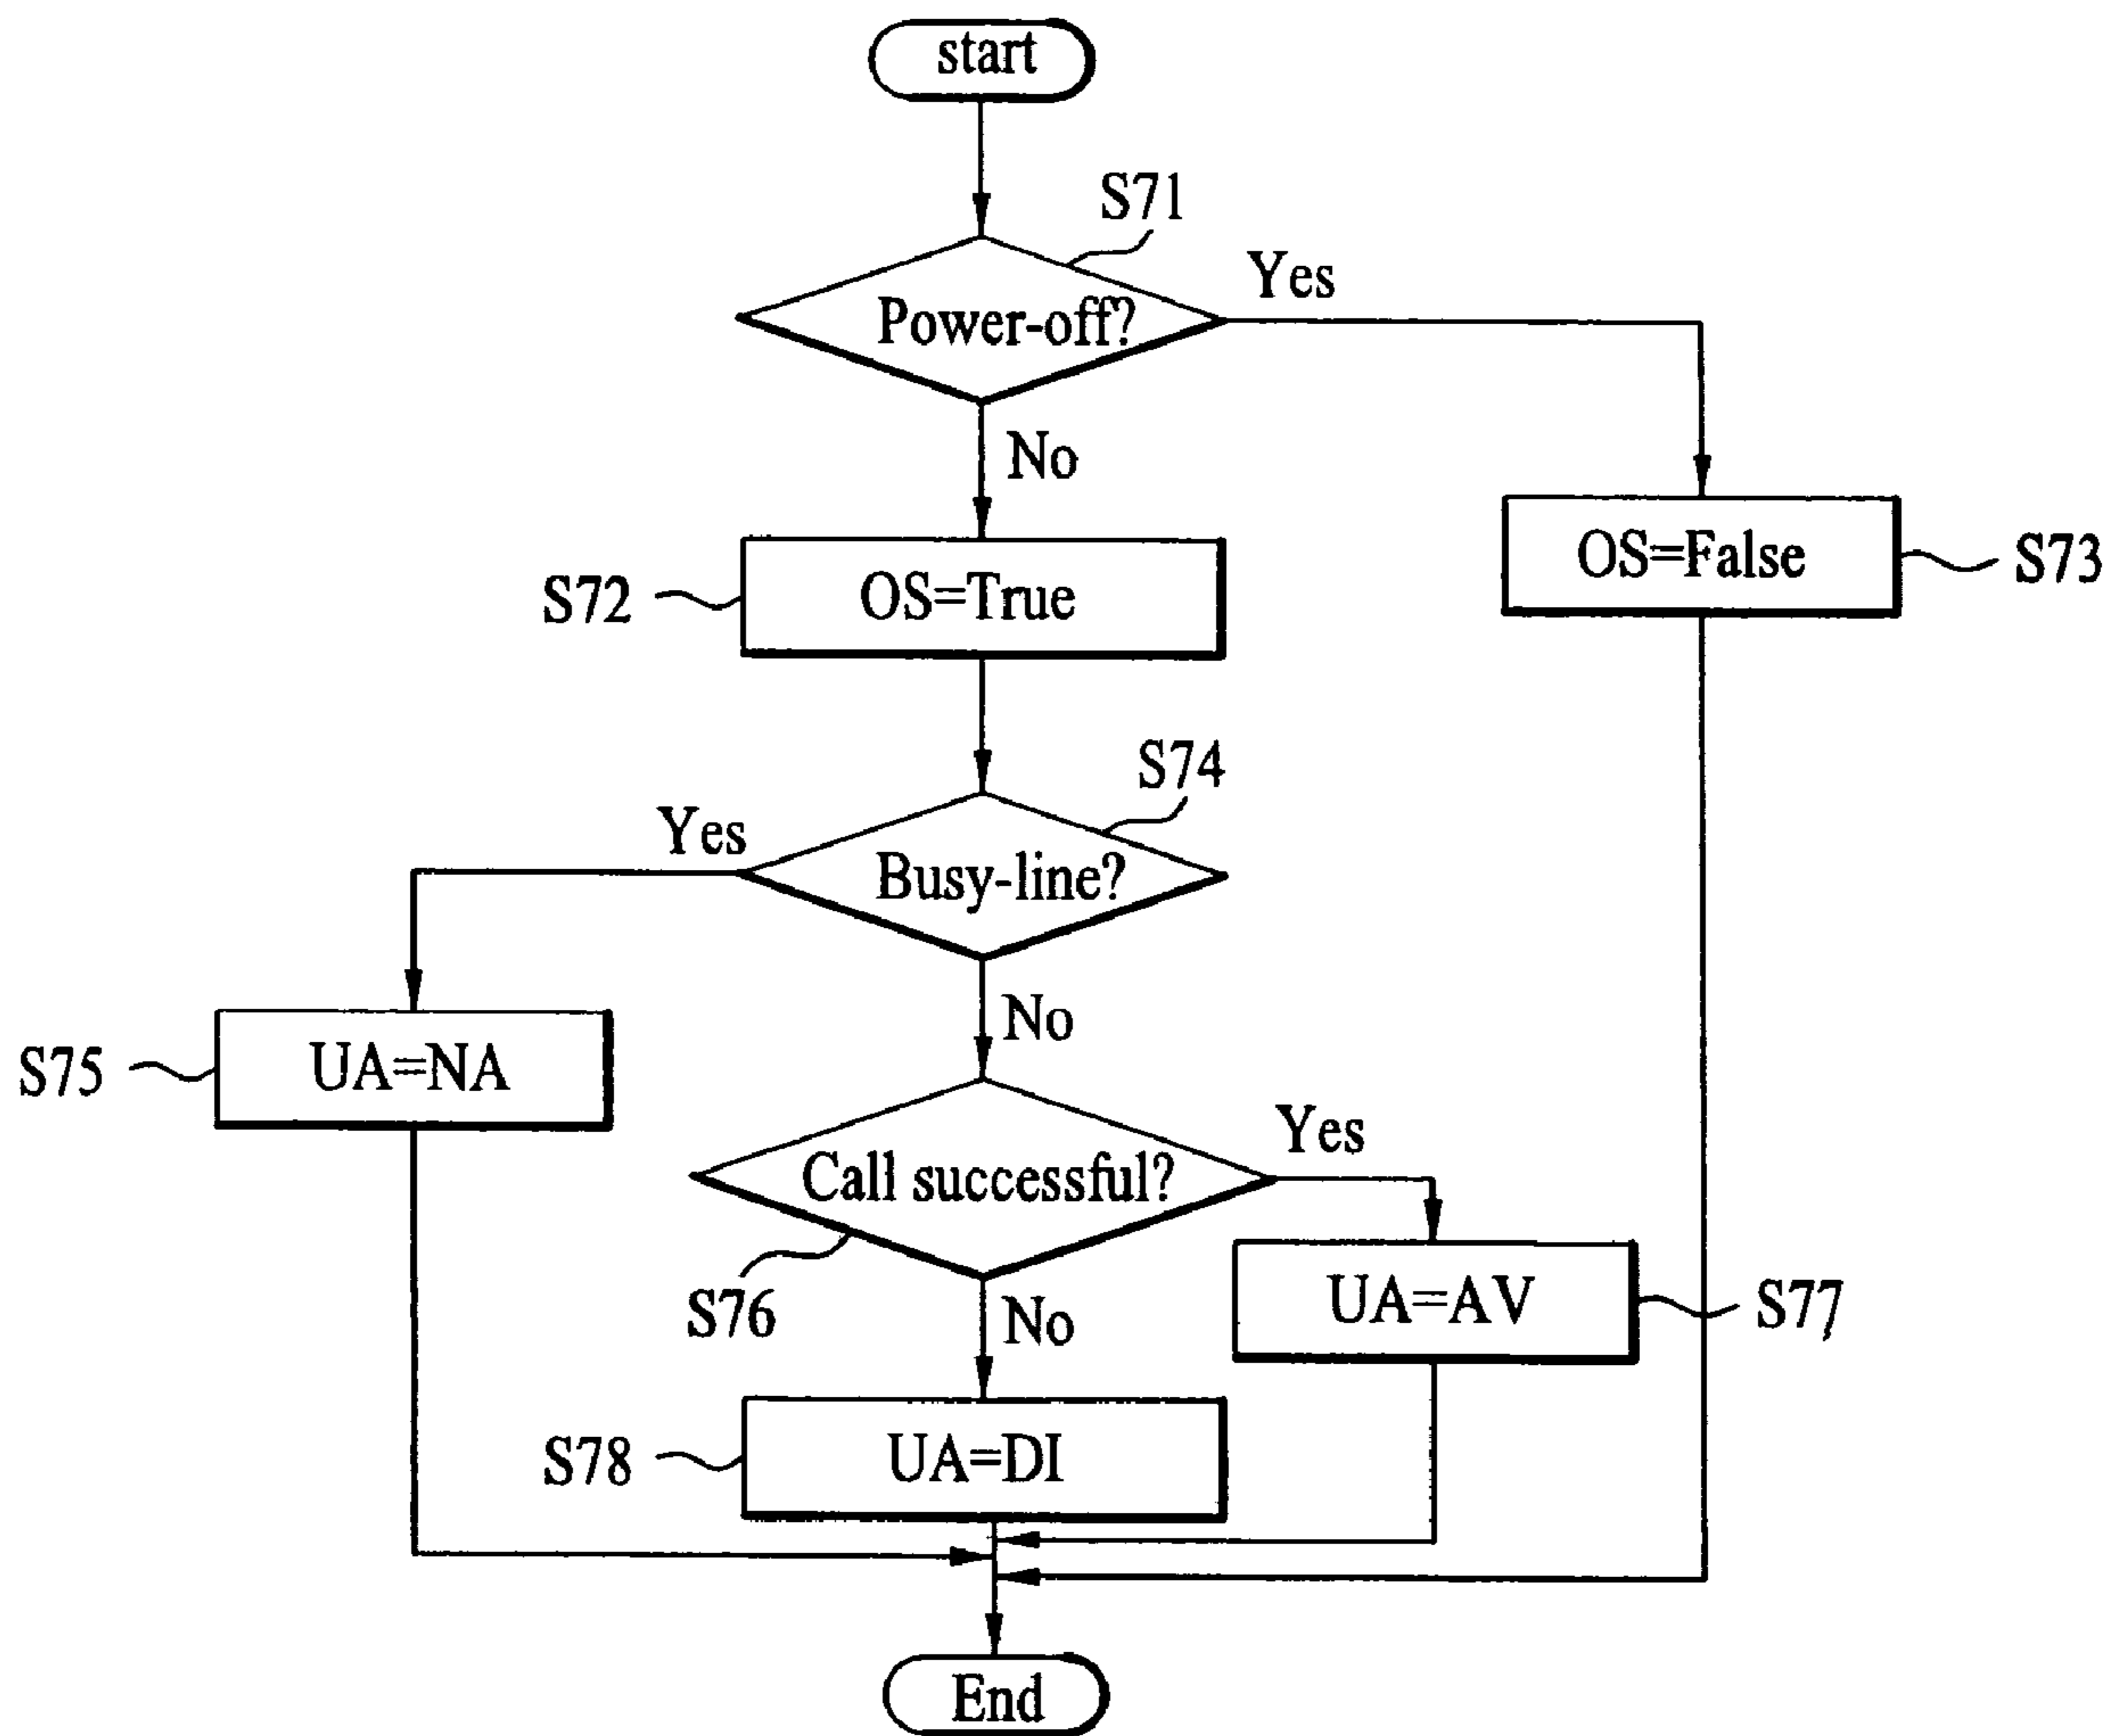 start
S71
Power-off?
Yes
No
S72
OS=True
OS=False
S73
S74
Yes
Busy-line?
No
S75
UA=NA
Call successful?
Yes
S76
No
UA=AV
S77
S78
UA=DI
End